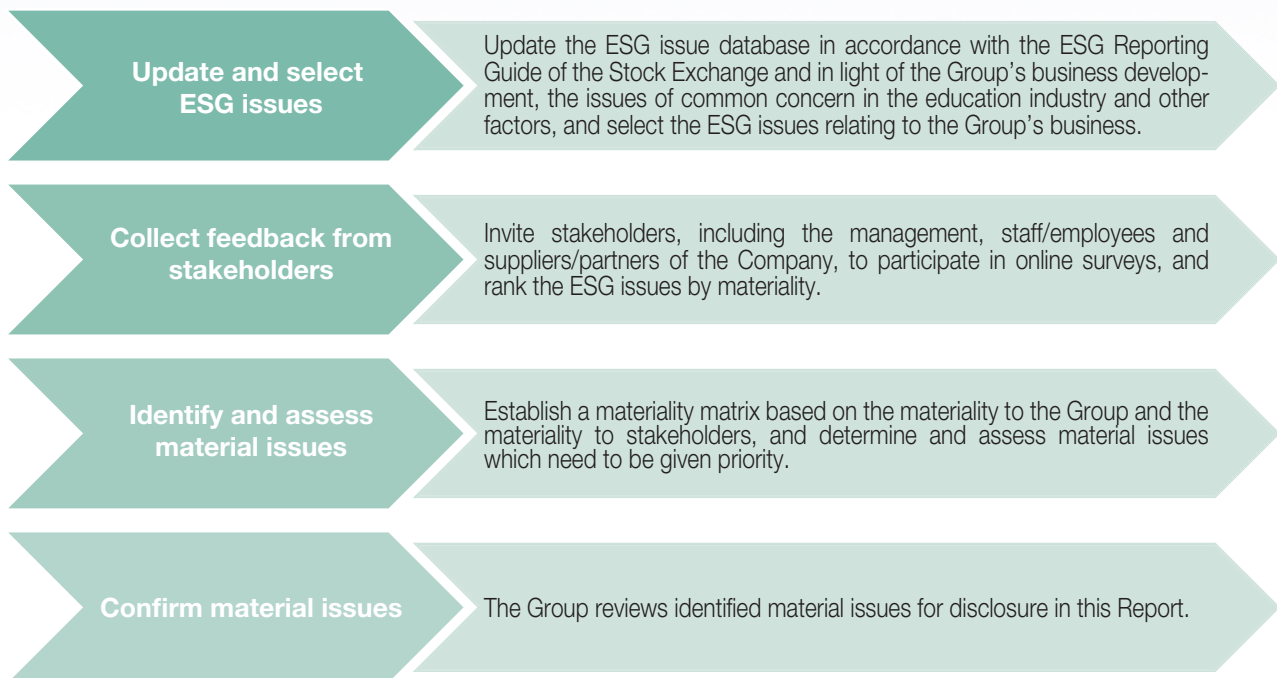 Update and select
ESG issues
Update the ESG issue database in accordance with the ESG Reporting
Guide of the Stock Exchange and in light of the Group’s business develop-
ment, the issues of common concern in the education industry and other
factors, and select the ESG issues relating to the Group’s business.
Collect feedback from
stakeholders
Invite stakeholders, including the management, staff/employees and
suppliers/partners of the Company, to participate in online surveys, and
rank the ESG issues by materiality.
Identify and assess
material issues
Establish a materiality matrix based on the materiality to the Group and the
materiality to stakeholders, and determine and assess material issues
which need to be given priority.
Confirm material issues
The Group reviews identified material issues for disclosure in this Report.